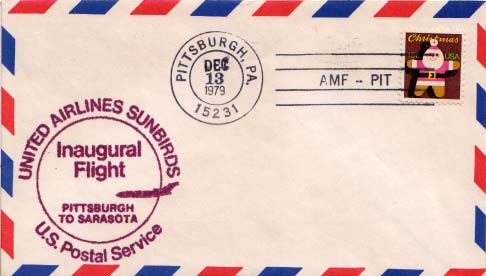 PITTSBURGH, PA.
DEC
13
1979
15231
AMF - PIT
Christmas
15c USA
UNITED AIRLINES SUNBIRDS
Inaugural
Flight
PITTSBURGH
TO SARASOTA
U.S. Postal Service